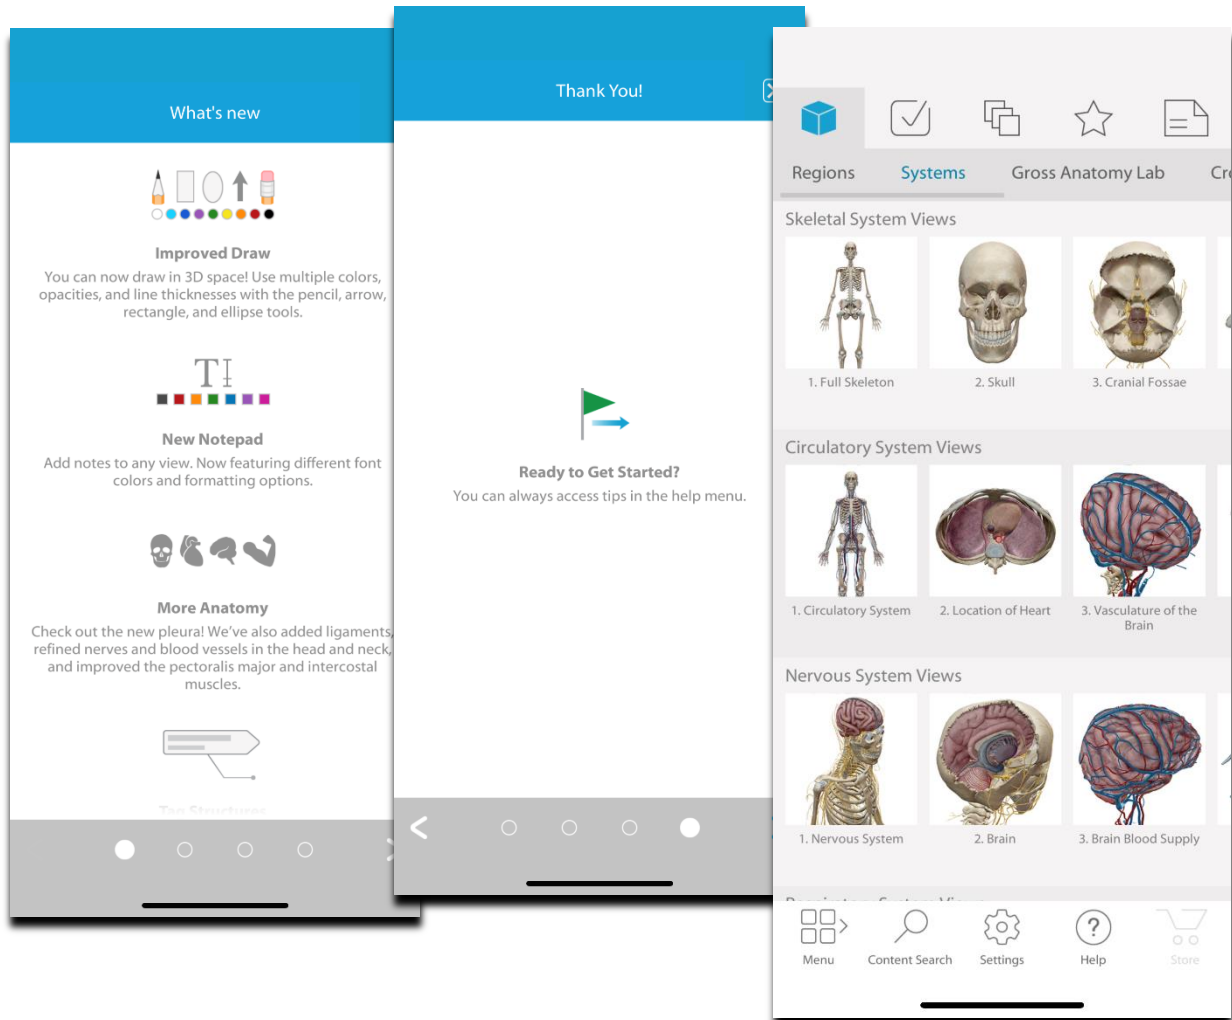 What's new
Improved Draw
You can now draw in 3D space! Use multiple colors,
opacities, and line thicknesses with the pencil, arrow,
rectangle, and ellipse tools.
T
New Notepad
Add notes to any view. Now featuring different font
colors and formatting options.
More Anatomy
Check out the new pleura! We've also added ligaments,
refined nerves and blood vessels in the head and neck,
and improved the pectoralis major and intercostal
muscles.
Tag Structures
Thank You!
Ready to Get Started?
You can always access tips in the help menu.
Regions Systems Gross Anatomy Lab Cr
Skeletal System Views
1. Full Skeleton 2. Skull 3. Cranial Fossae
Circulatory System Views
1. Circulatory System 2. Location of Heart 3. Vasculature of the
Brain
Nervous System Views
1. Nervous System 2. Brain 3. Brain Blood Supply
Respiratory System Views
Menu Content Search Settings Help Store